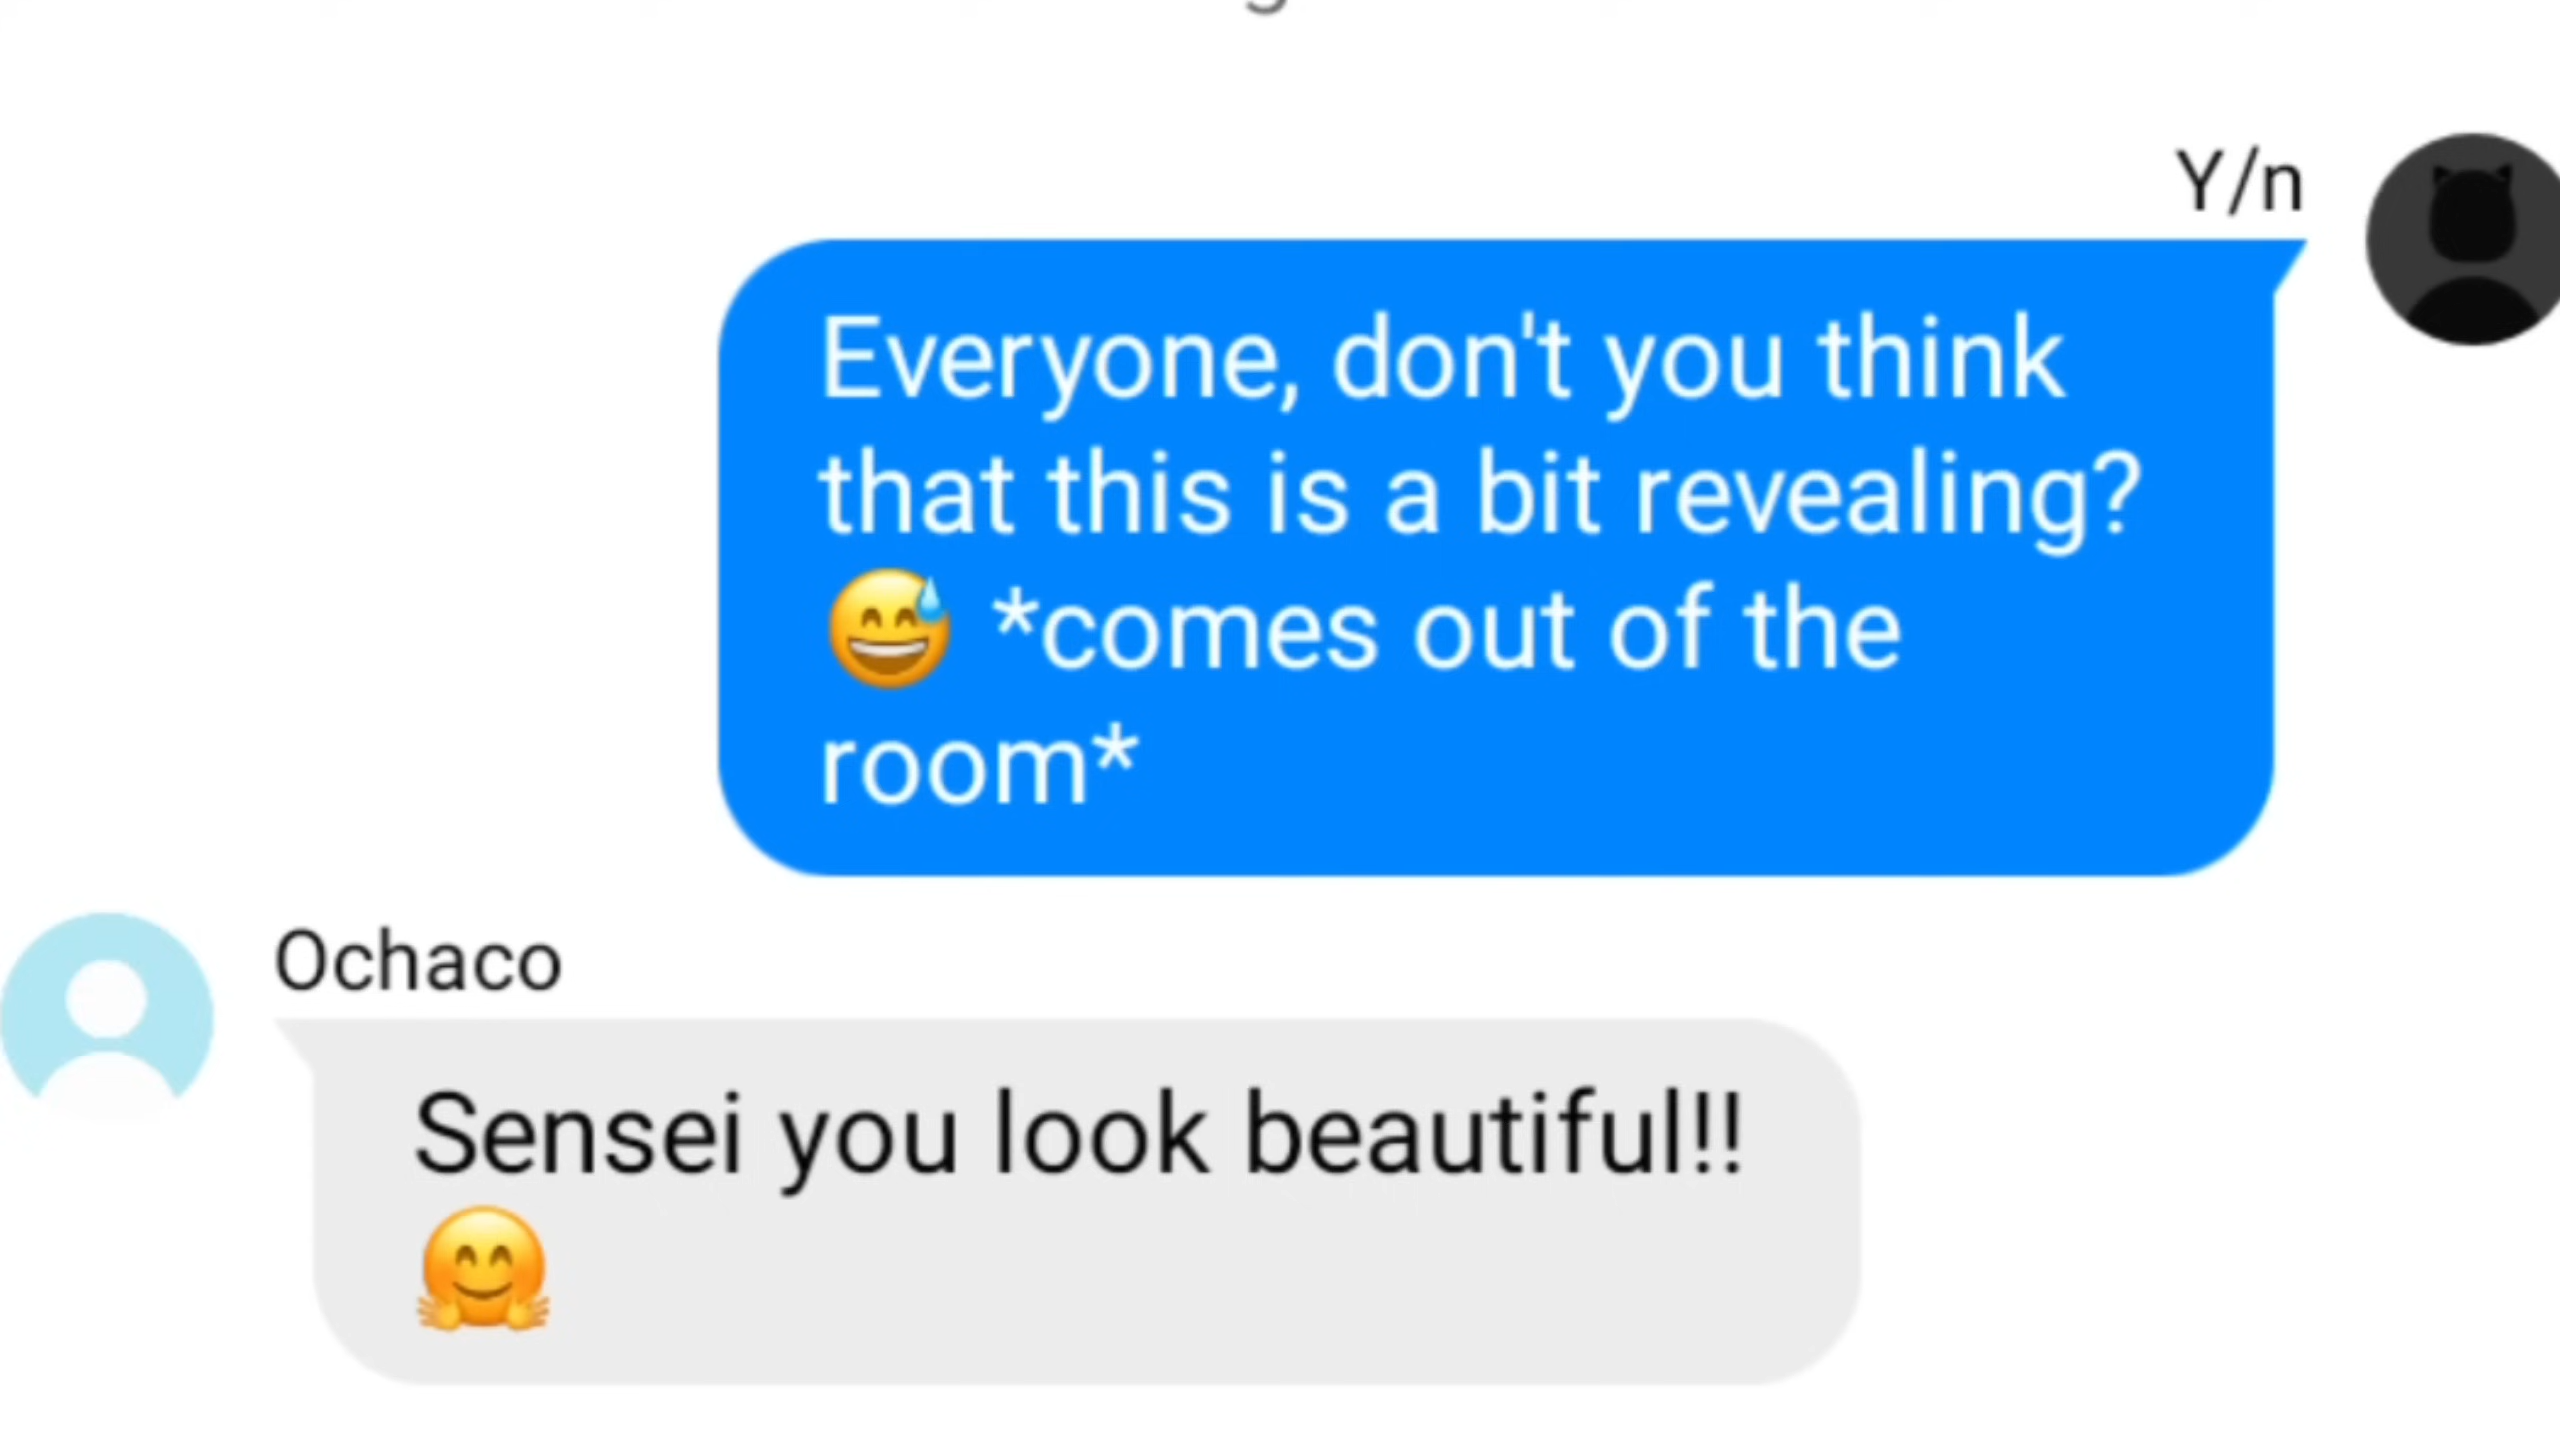 Y/n
Everyone, don't you think
that this is a bit revealing?
😅 *comes out of the
room*
Ochaco
Sensei you look beautiful!!
🤗